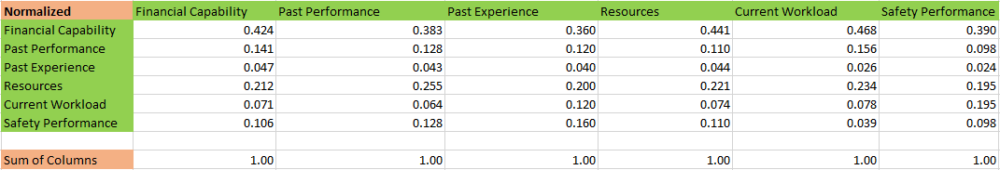 Normalized Financial Capability Past Performance Past Experience Resources Current Workload Safety Performance
Financial Capability 0.424 0.383 0.360 0.441 0.468 0.390
Past Performance 0.141 0.128 0.120 0.110 0.156 0.098
Past Experience 0.047 0.043 0.040 0.044 0.026 0.024
Resources 0.212 0.255 0.200 0.221 0.234 0.195
Current Workload 0.071 0.064 0.120 0.074 0.078 0.195
Safety Performance 0.106 0.128 0.160 0.110 0.039 0.098
Sum of Columns 1.00 1.00 1.00 1.00 1.00 1.00